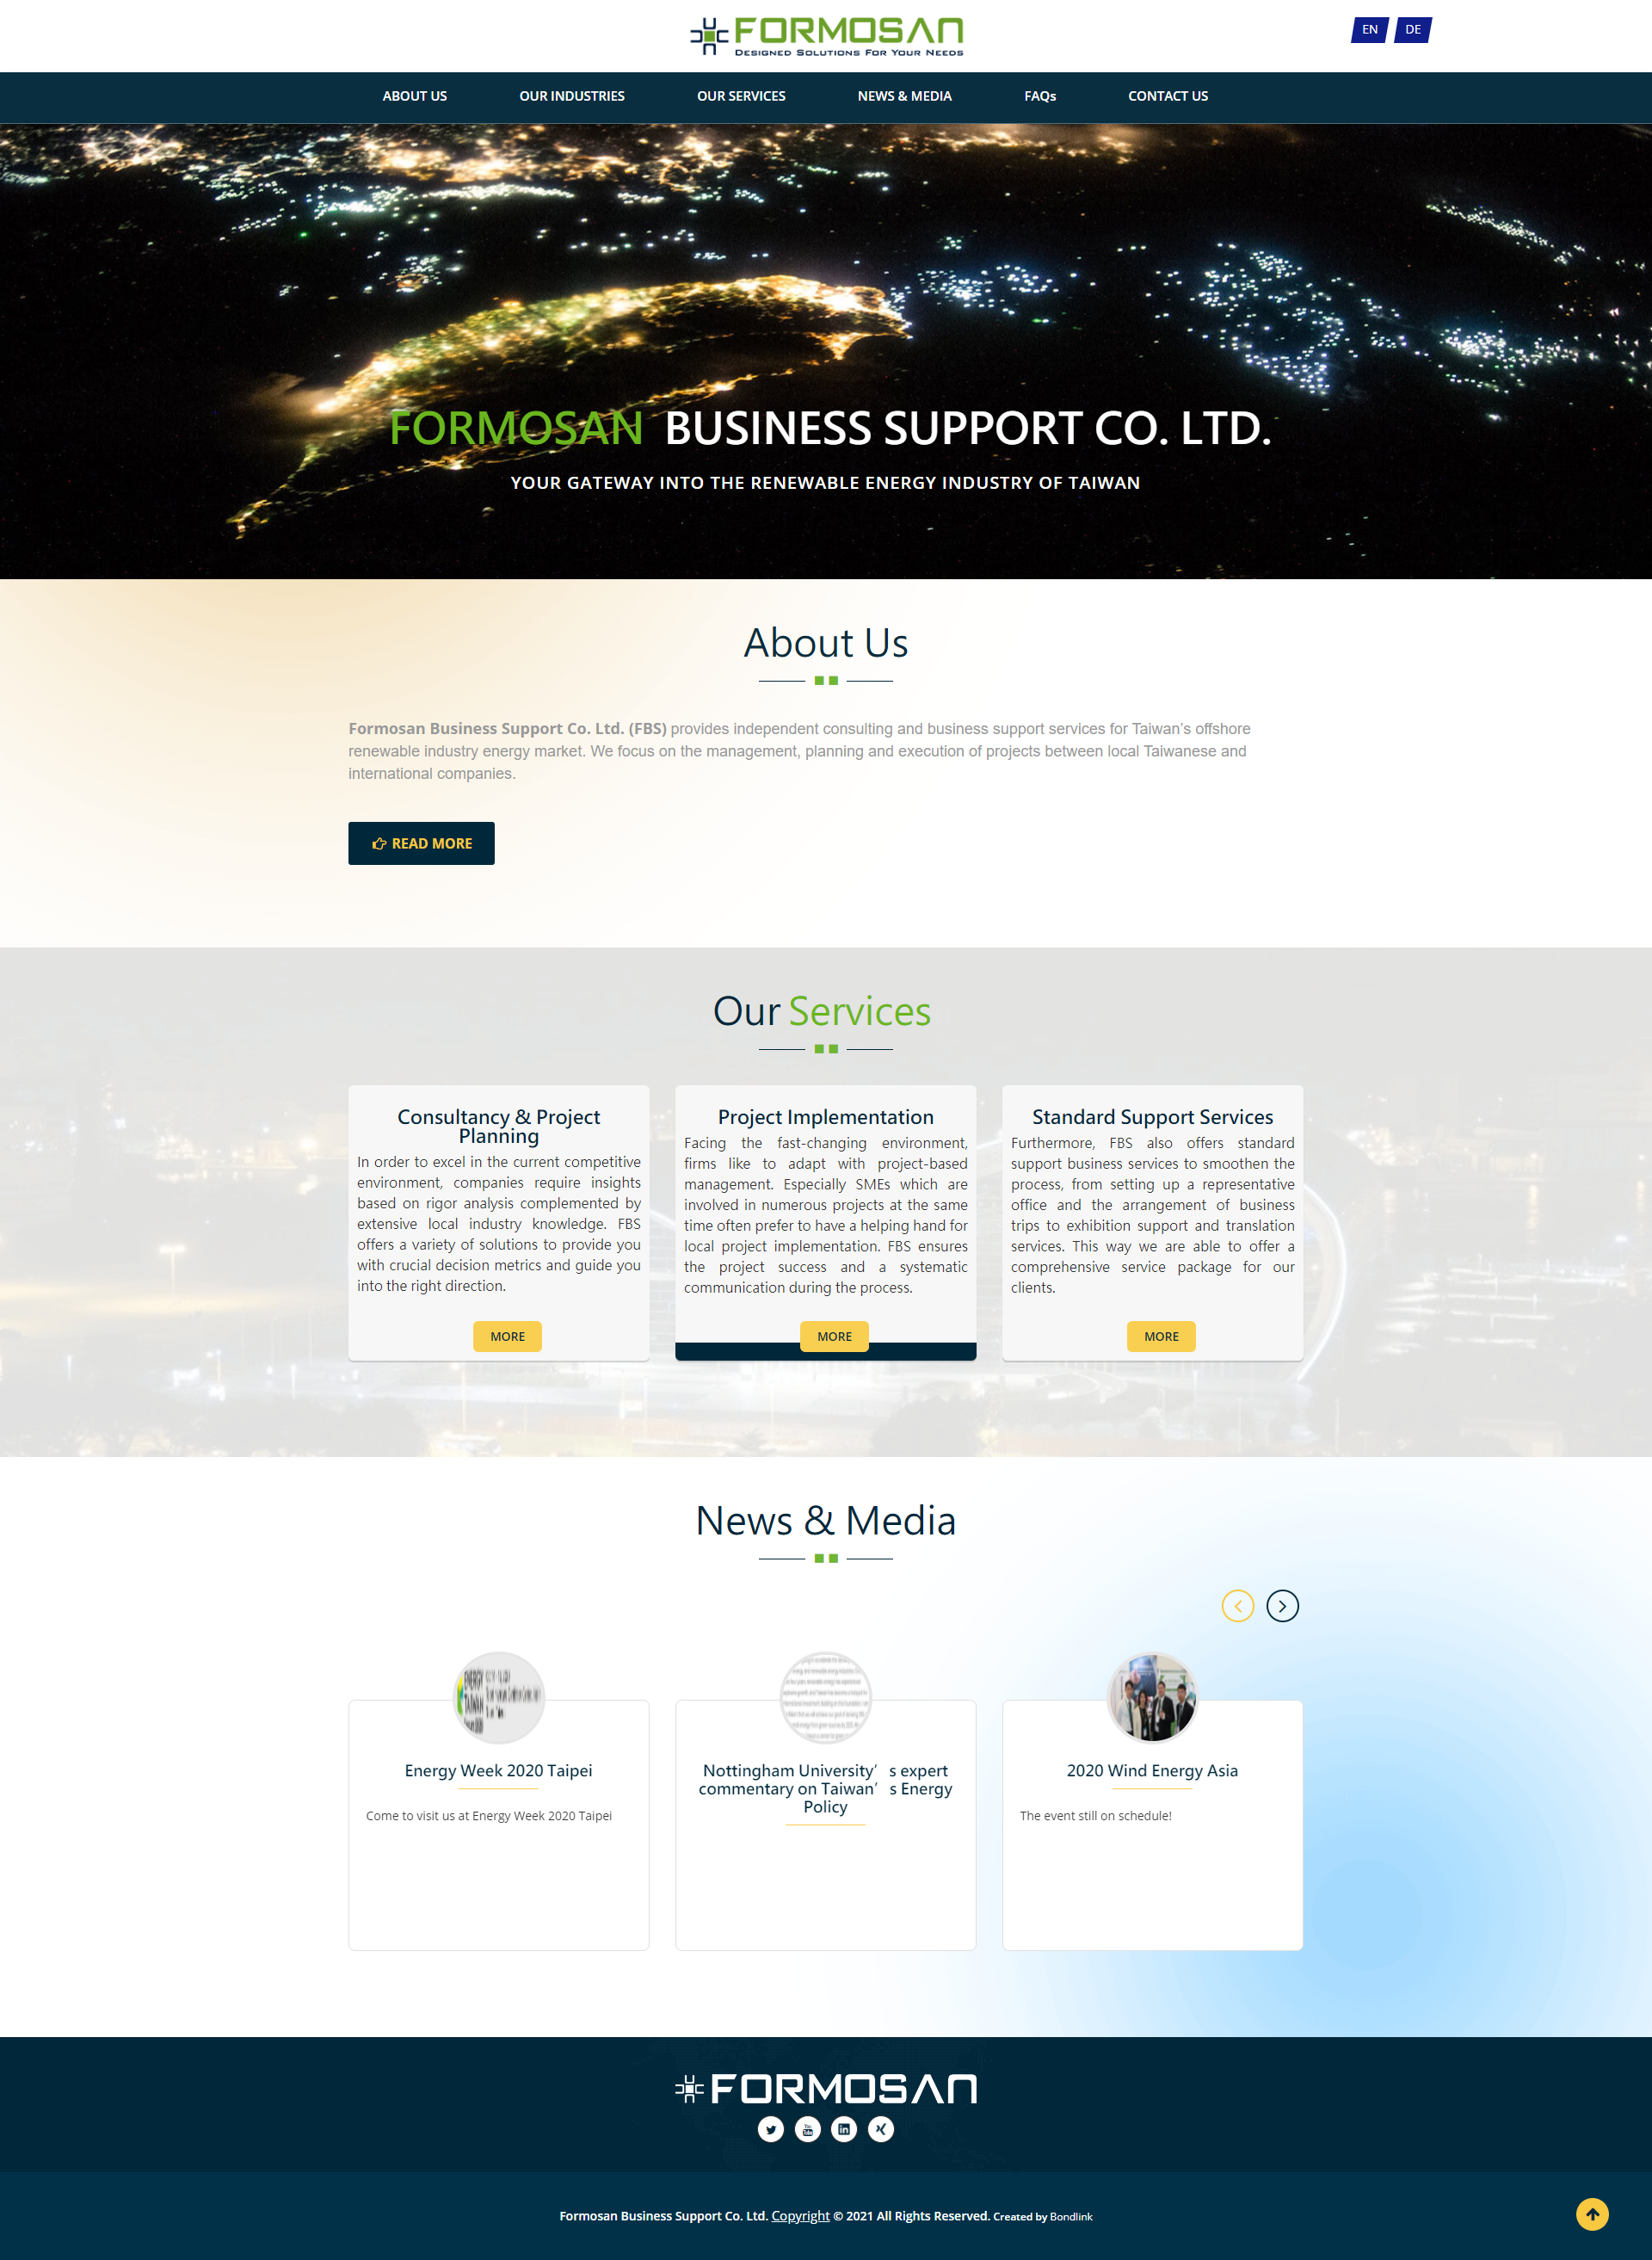 FORMOSAN
DESIGNED SOLUTIONS FOR YOUR NEEDS
EN DE
ABOUT US OUR INDUSTRIES OUR SERVICES NEWS & MEDIA FAQs CONTACT US
FORMOSAN BUSINESS SUPPORT CO. LTD.
YOUR GATEWAY INTO THE RENEWABLE ENERGY INDUSTRY OF TAIWAN
About Us
Formosan Business Support Co. Ltd. (FBS) provides independent consulting and business support services for Taiwan’s offshore
renewable industry energy market. We focus on the management, planning and execution of projects between local Taiwanese and
international companies.
READ MORE
Our Services
Consultancy & Project
Planning
In order to excel in the current competitive
environment, companies require insights
based on rigor analysis complemented by
extensive local industry knowledge. FBS
offers a variety of solutions to provide you
with crucial decision metrics and guide you
into the right direction.
MORE
Project Implementation
Facing the fast-changing environment,
firms like to adapt with project-based
management. Especially SMEs which are
involved in numerous projects at the same
time often prefer to have a helping hand for
local project implementation. FBS ensures
the project success and a systematic
communication during the process.
MORE
Standard Support Services
Furthermore, FBS also offers standard
support business services to smoothen the
process, from setting up a representative
office and the arrangement of business
trips to exhibition support and translation
services. This way we are able to offer a
comprehensive service package for our
clients.
MORE
News & Media
ENERGY
TAIWAN
Energy Week 2020 Taipei
Come to visit us at Energy Week 2020 Taipei
Nottingham University’s expert
commentary on Taiwan’s Energy
Policy
2020 Wind Energy Asia
The event still on schedule!
FORMOSAN
Formosan Business Support Co. Ltd. Copyright © 2021 All Rights Reserved. Created by Bondlink